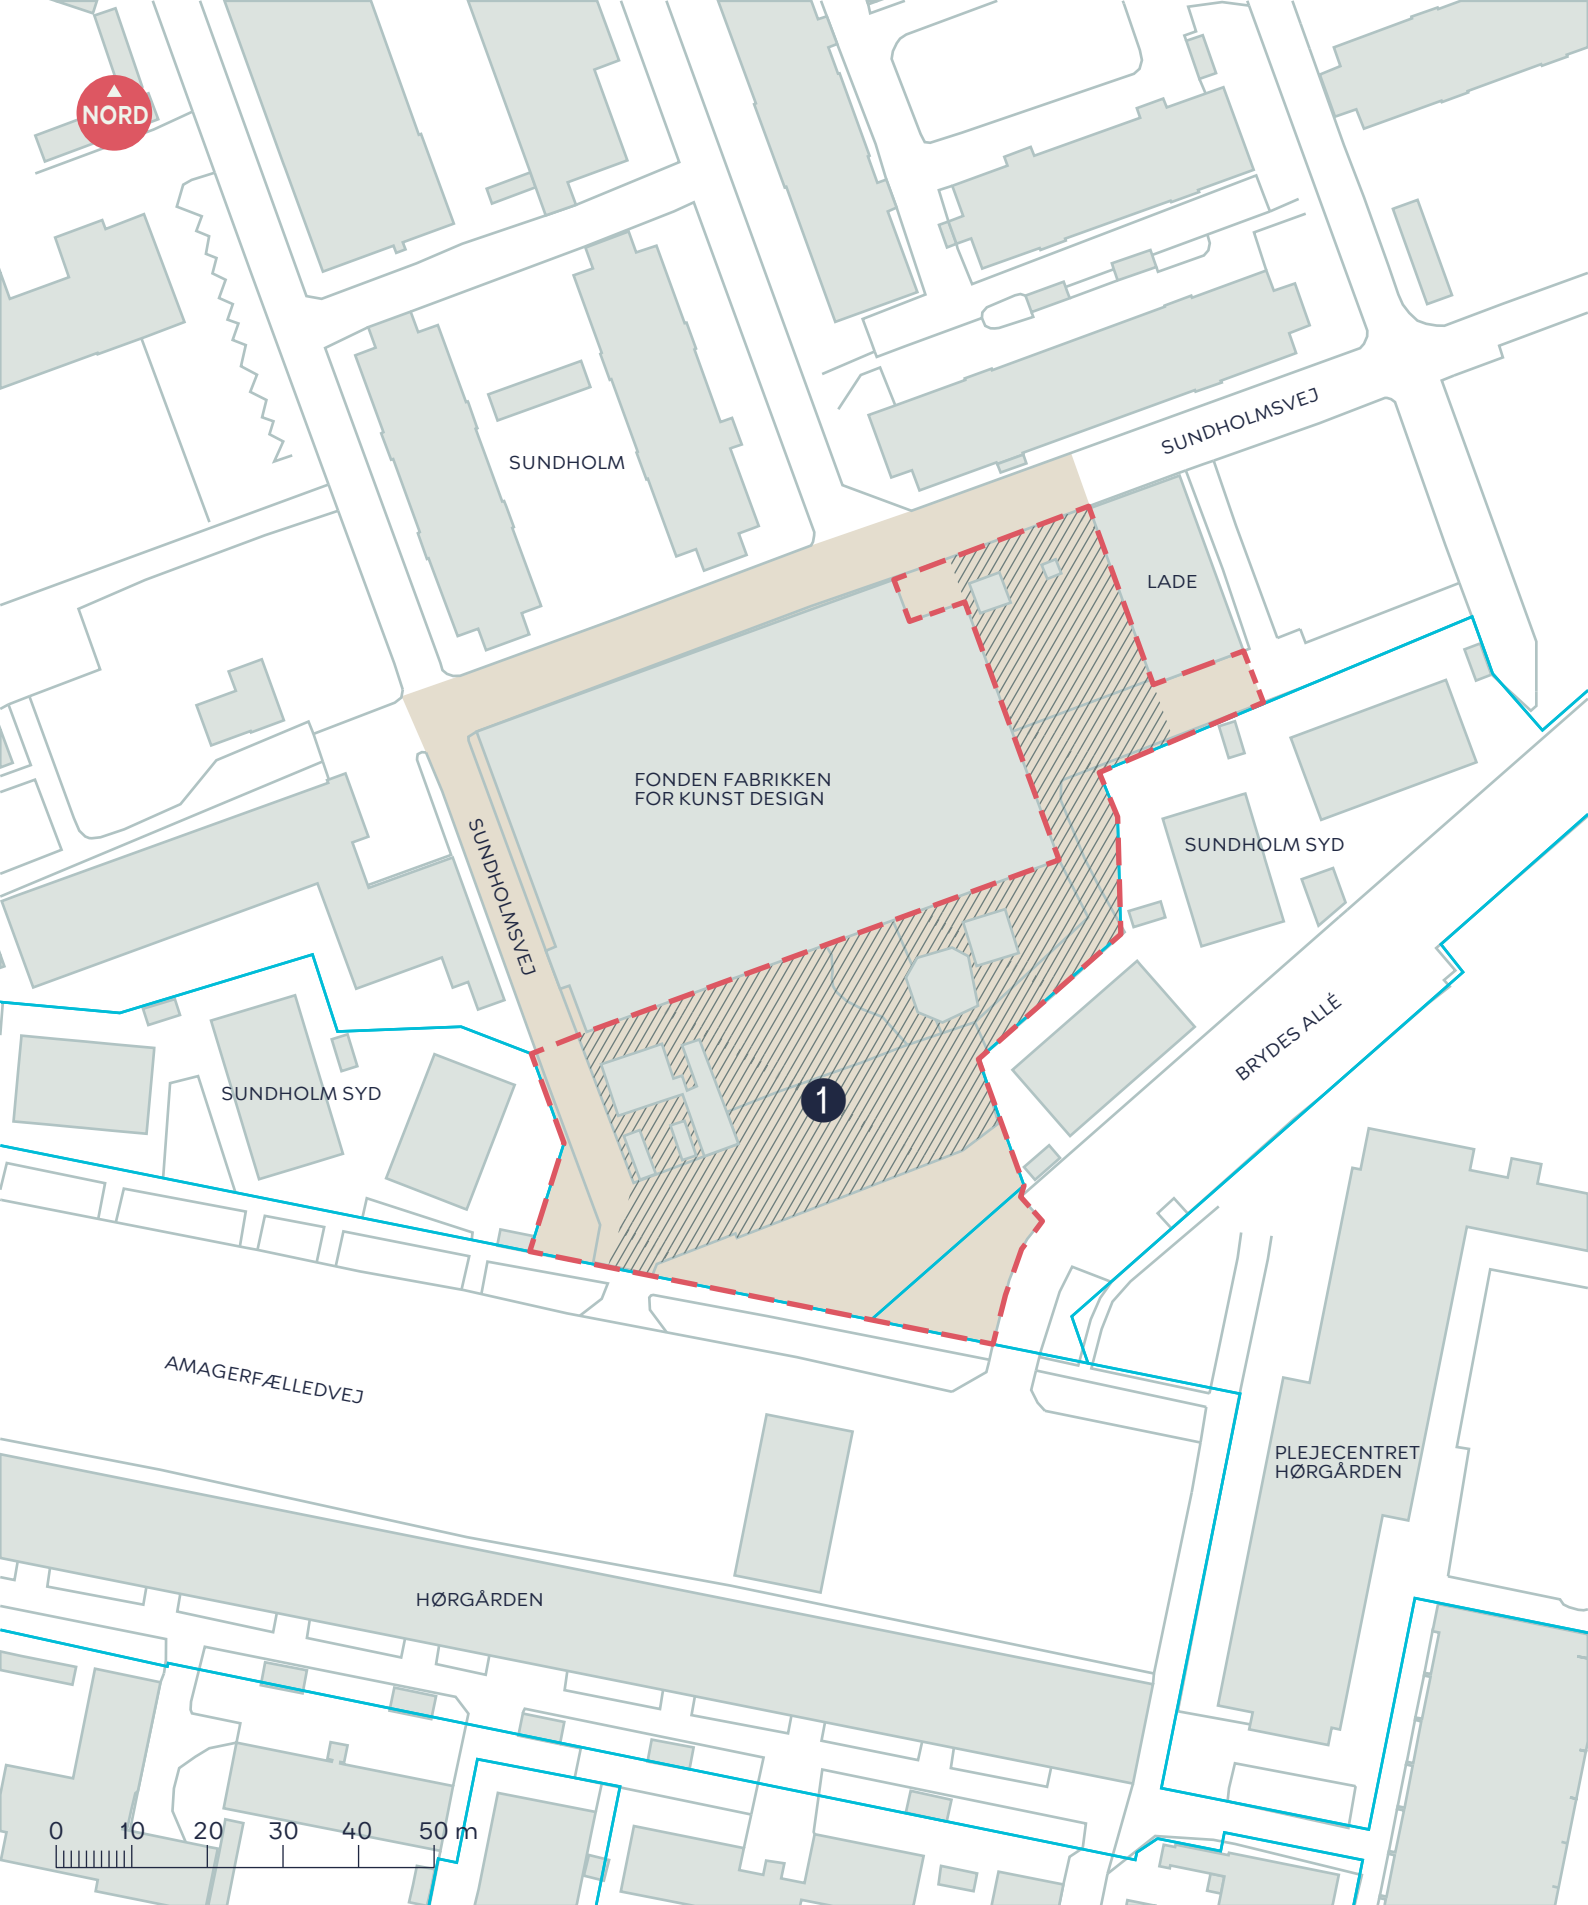 NORD
SUNDHOLMSVEJ
SUNDHOLM
LADE
FONDEN FABRIKKEN
FOR KUNST DESIGN
SUNDHOLMSVEJ
SUNDHOLM SYD
BRYDES ALLÉ
SUNDHOLM SYD
1
AMAGERFÆLLEDVEJ
PLEJECENTRET
HØRGÅRDEN
HØRGÅRDEN
0 10 20 30 40 50 m